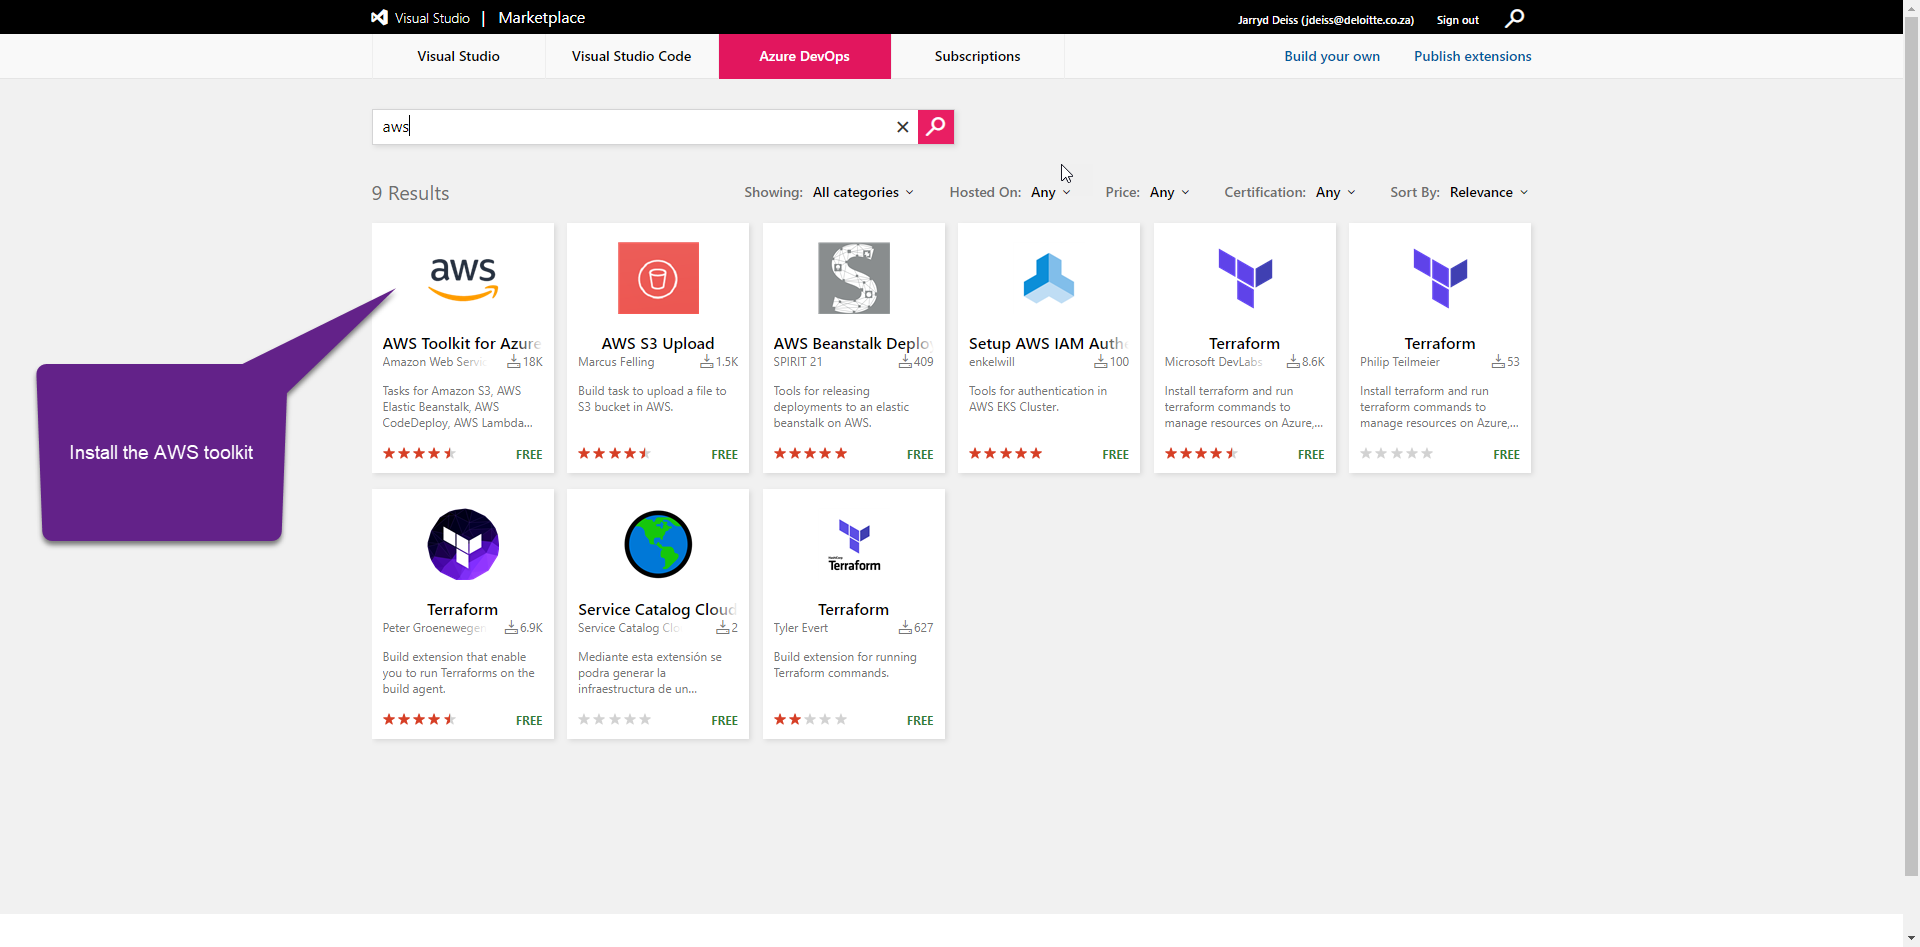 Visual Studio | Marketplace
Jarryd Deiss (jdeiss@deloitte.co.za) Sign out
Visual Studio Visual Studio Code Azure DevOps Subscriptions Build your own Publish extensions
aws
9 Results
Showing: All categories Hosted On: Any Price: Any Certification: Any Sort By: Relevance
aws
AWS Toolkit for Azure
Amazon Web Servic 18K
Tasks for Amazon S3, AWS
Elastic Beanstalk, AWS
CodeDeploy, AWS Lambda...
FREE
AWS S3 Upload
Marcus Felling 1.5K
Build task to upload a file to
S3 bucket in AWS.
FREE
S
AWS Beanstalk Deplo
SPIRIT 21 409
Tools for releasing
deployments to an elastic
beanstalk on AWS.
FREE
Setup AWS IAM Authe
enkelwill 100
Tools for authentication in
AWS EKS Cluster.
FREE
Terraform
Microsoft DevLabs 8.6K
Install terraform and run
terraform commands to
manage resources on Azure,...
FREE
Terraform
Philip Teilmeier 53
Install terraform and run
terraform commands to
manage resources on Azure,...
FREE
Install the AWS toolkit
Terraform
Peter Groenewegen 6.9K
Build extension that enable
you to run Terraforms on the
build agent.
FREE
Service Catalog Cloud
Service Catalog Clo 2
Mediante esta extensión se
podra generar la
infraestructura de un...
FREE
HashiCorp
Terraform
Terraform
Tyler Evert 627
Build extension for running
Terraform commands.
FREE